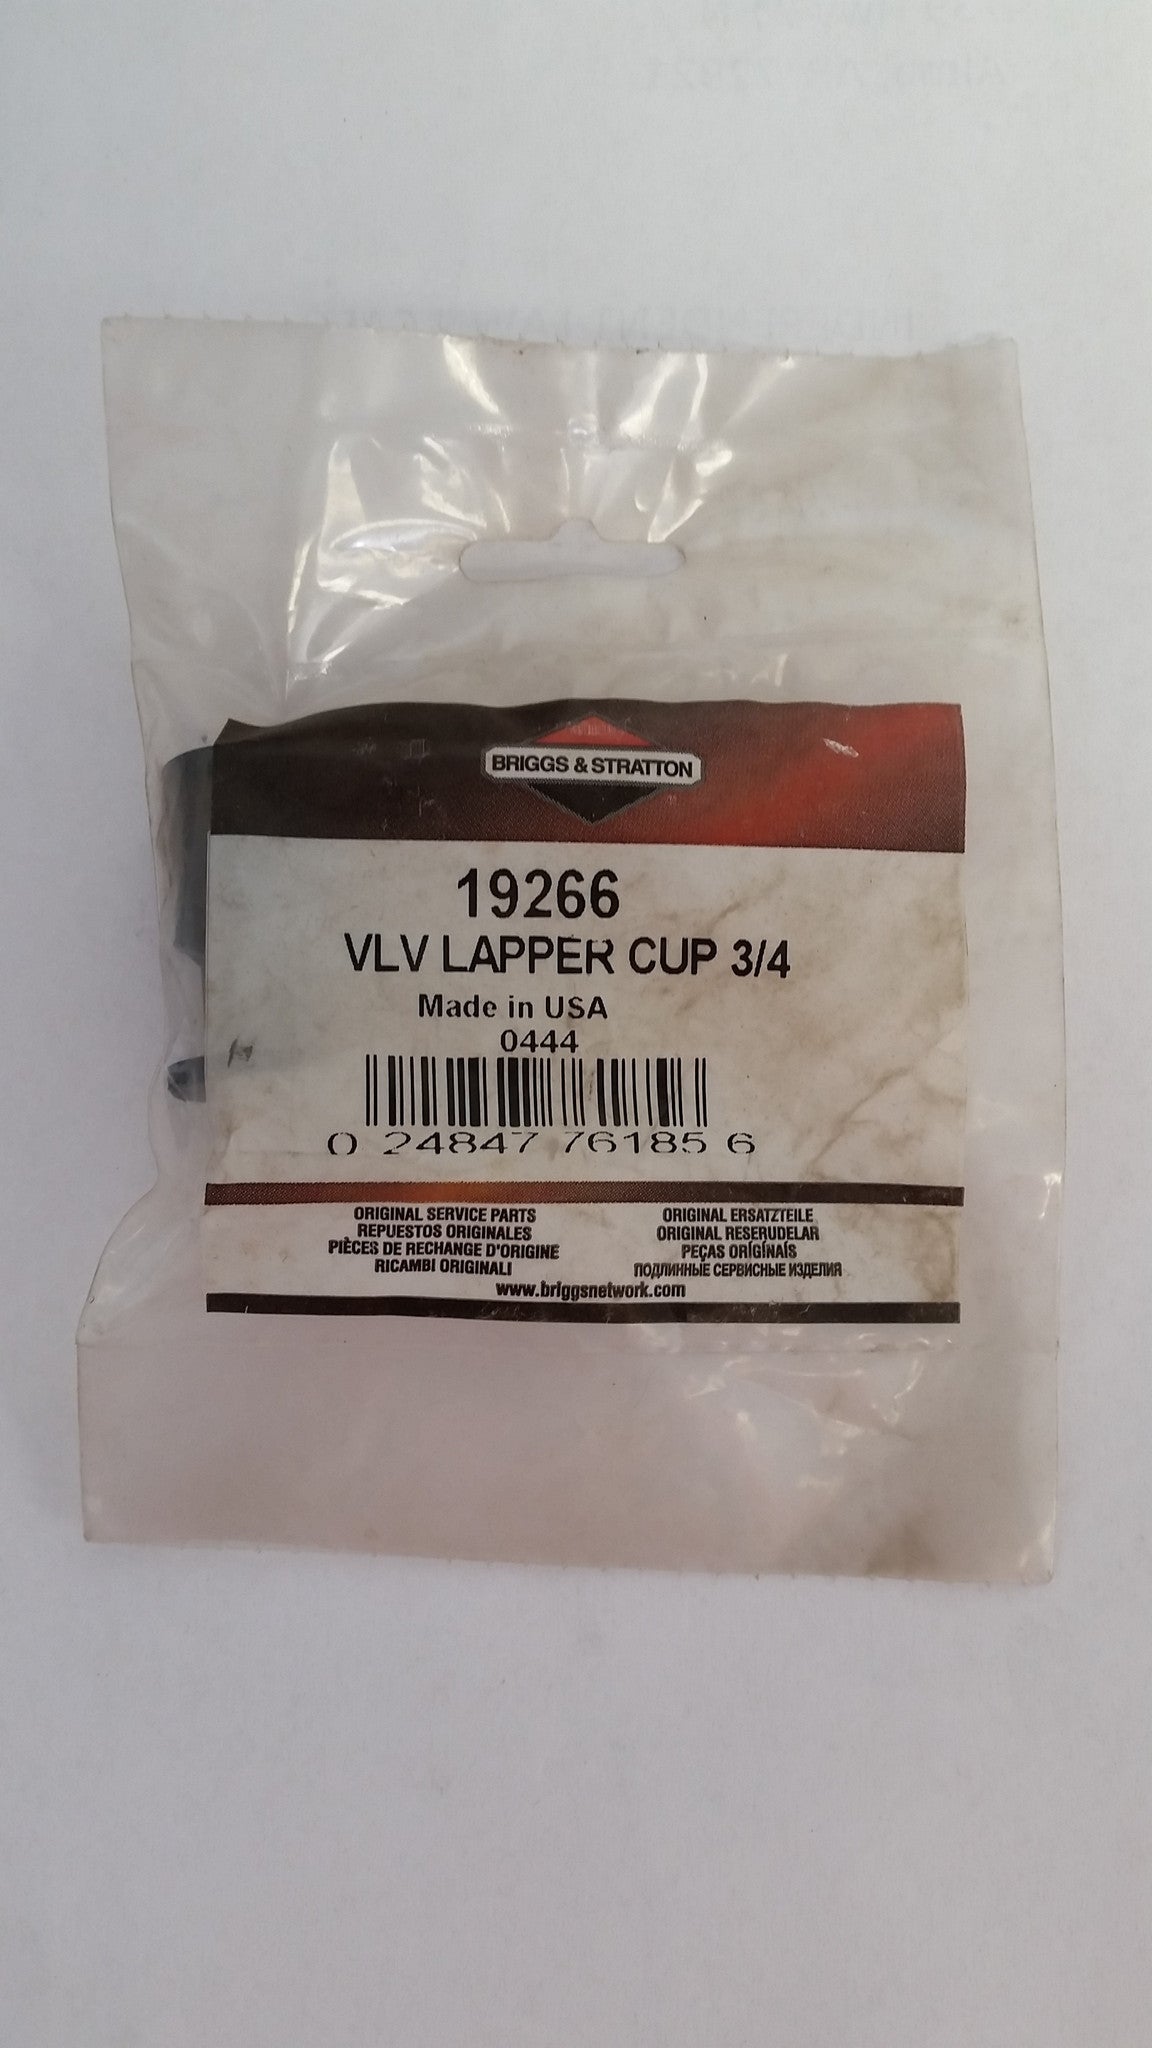 BRIGGS & STRATTON
19266
VLV LAPPER CUP 3/4
Made in USA
0444
0 24847 76185 6
ORIGINAL SERVICE PARTS
REPUESTOS ORIGINALES
PIÈCES DE RECHANGE D'ORIGINE
RICAMBI ORIGINALI
ORIGINAL ERSATZTEILE
ORIGINAL RESERUDELAR
PEÇAS ORÍGÍNAÍS
ПОДЛИННЫЕ СЕРВИСНЫЕ ИЗДЕЛИЯ
www.briggsnetwork.com